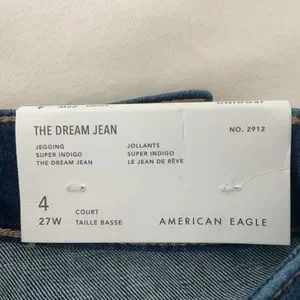 THE DREAM JEAN
NO. 2912
JEGGING
JOLLANTS
SUPER INDIGO
SUPER INDIGO
THE DREAM JEAN
LE JEAN DE RÊVE
4
COURT
27W
TAILLE BASSE
AMERICAN EAGLE